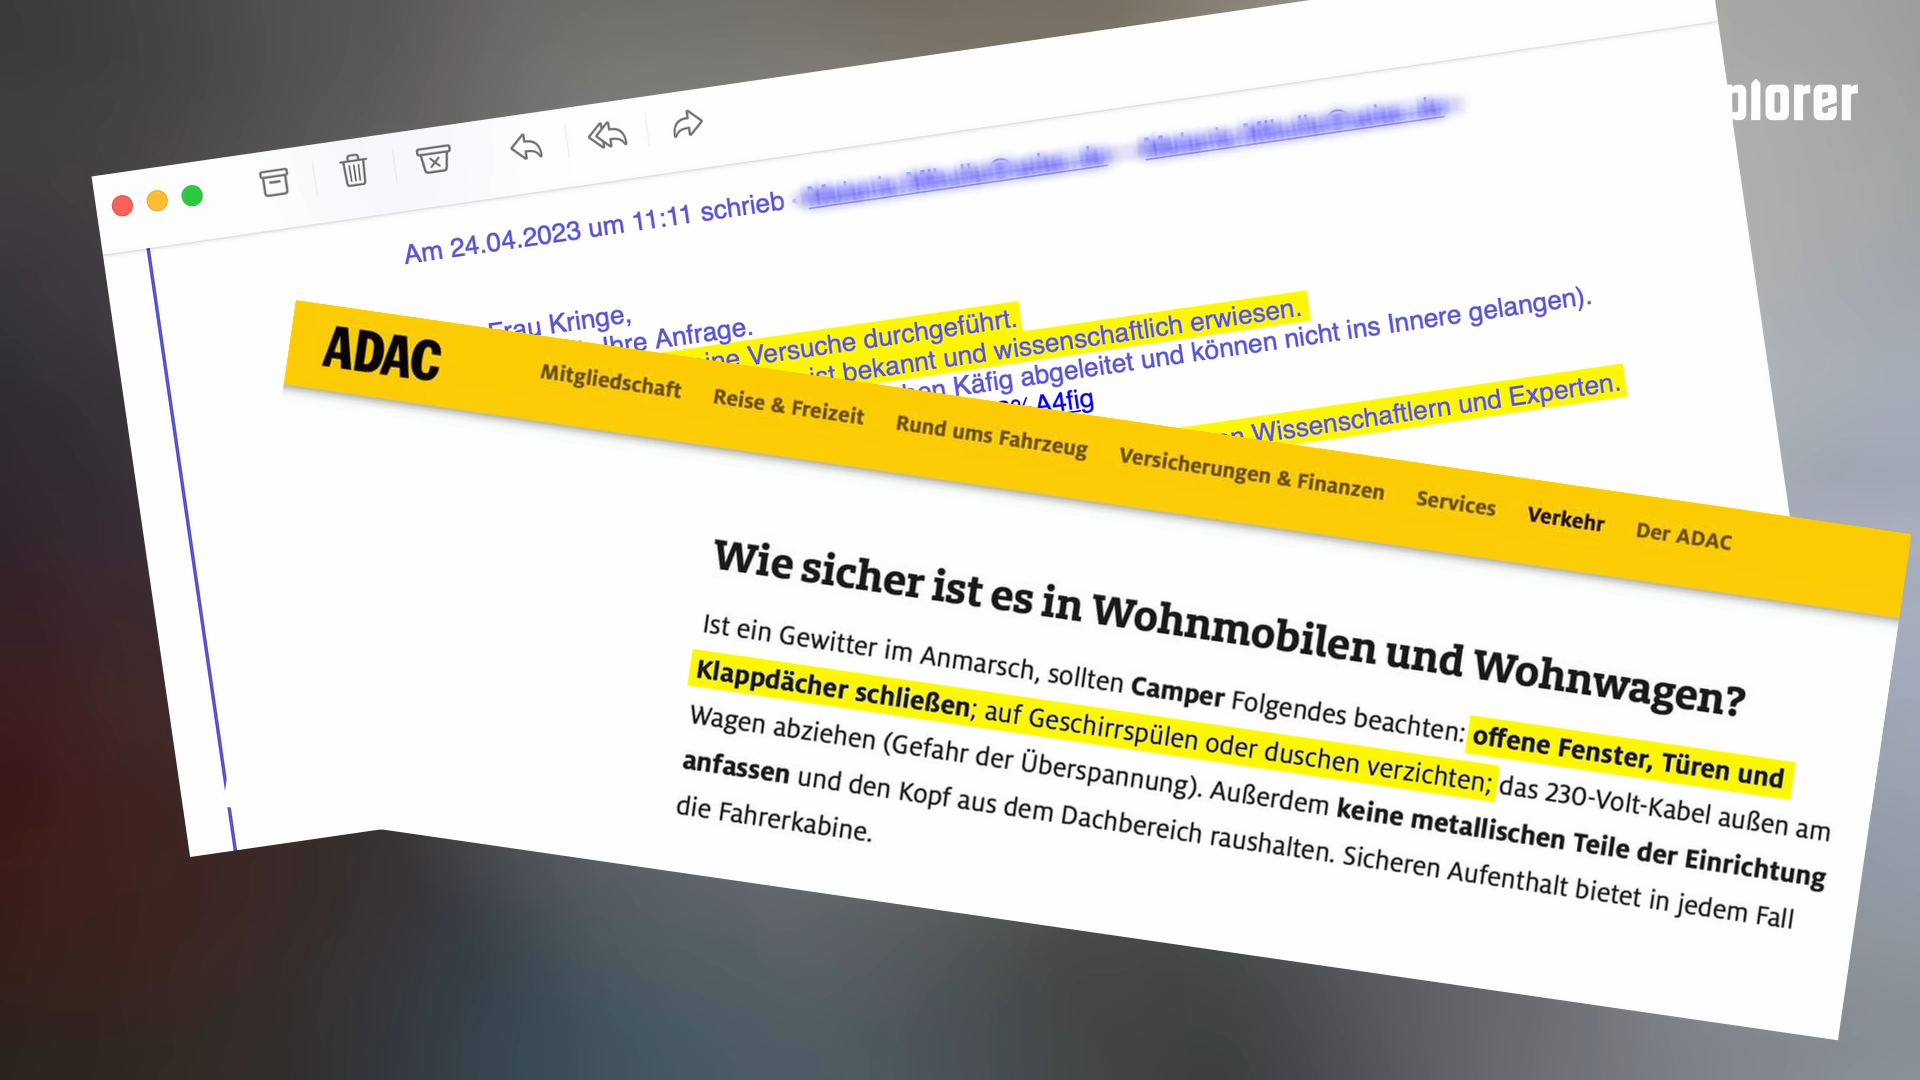 plorer
Am 24.04.2023 um 11:11 schrieb
Frau Kringe,
Ihre Anfrage.
ine Versuche durchgeführt.
ist bekannt und wissenschaftlich erwiesen.
en Käfig abgeleitet und können nicht ins Innere gelangen).
%A4fig
n Wissenschaftlern und Experten.
ADAC
Mitgliedschaft Reise & Freizeit Rund ums Fahrzeug Versicherungen & Finanzen Services Verkehr Der ADAC
Wie sicher ist es in Wohnmobilen und Wohnwagen?
Ist ein Gewitter im Anmarsch, sollten Camper Folgendes beachten: offene Fenster, Türen und
Klappdächer schließen; auf Geschirrspülen oder duschen verzichten; das 230-Volt-Kabel außen am
Wagen abziehen (Gefahr der Überspannung). Außerdem keine metallischen Teile der Einrichtung
anfassen und den Kopf aus dem Dachbereich raushalten. Sicheren Aufenthalt bietet in jedem Fall
die Fahrerkabine.